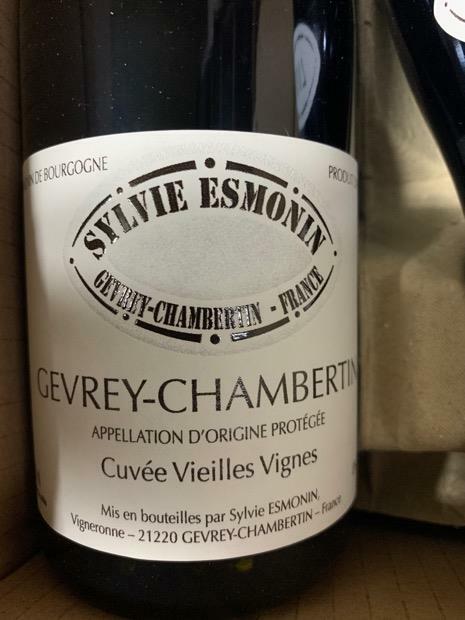 DE BOURGOGNE
SYLVIE ESMONIN
GEVREY-CHAMBERTIN - FRANCE
GEVREY-CHAMBERTIN
APPELLATION D'ORIGINE PROTÉGÉE
Cuvée Vieilles Vignes
Mis en bouteilles par Sylvie ESMONIN,
Vigneronne – 21220 GEVREY-CHAMBERTIN – France